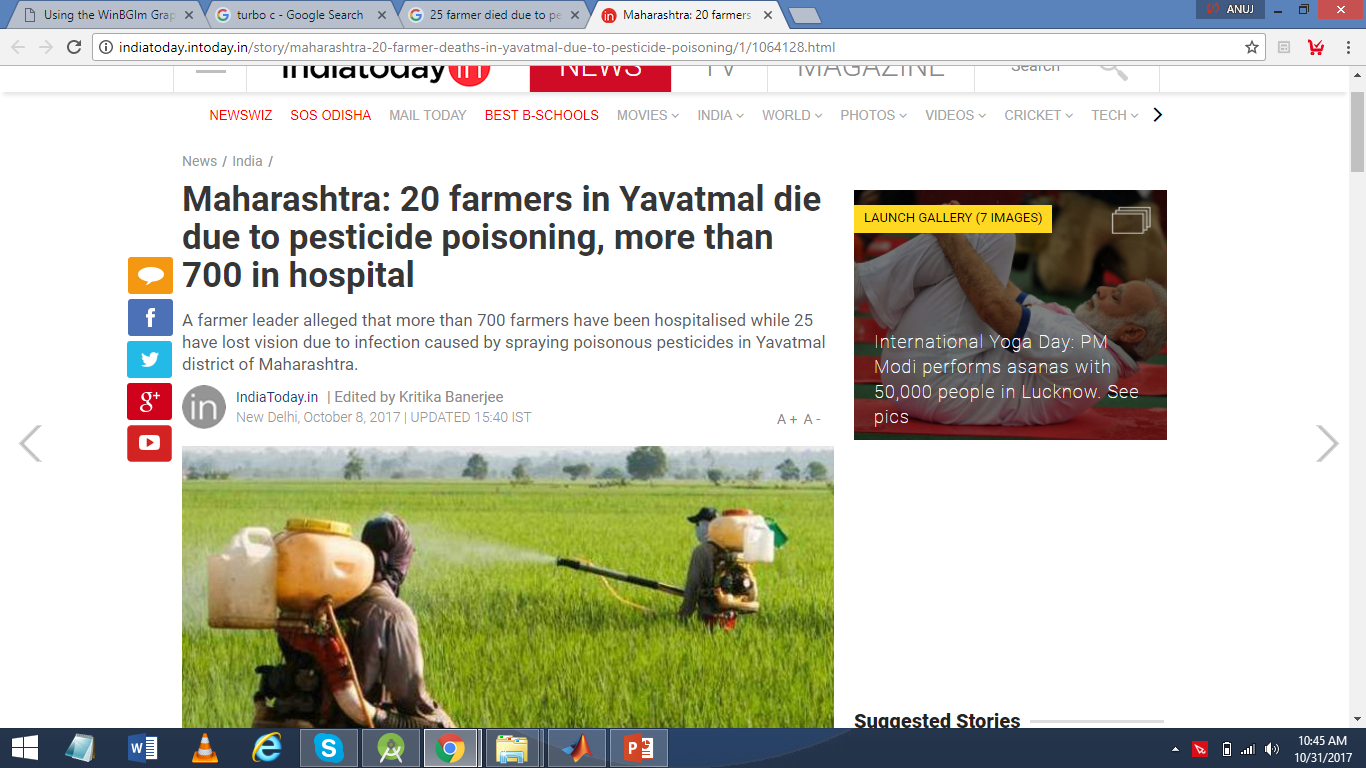 Using the WinBGIm Grap
turbo c - Google Search
25 farmer died due to pe
Maharashtra: 20 farmers
ANUJ
indiatoday.intoday.in/story/maharashtra-20-farmer-deaths-in-yavatmal-due-to-pesticide-poisoning/1/1064128.html
indiatoday in
NEWS
TV
MAGAZINE
Search
NEWSWIZ SOS ODISHA MAIL TODAY BEST B-SCHOOLS MOVIES INDIA WORLD PHOTOS VIDEOS CRICKET TECH
News / India /
Maharashtra: 20 farmers in Yavatmal die
due to pesticide poisoning, more than
700 in hospital
A farmer leader alleged that more than 700 farmers have been hospitalised while 25
have lost vision due to infection caused by spraying poisonous pesticides in Yavatmal
district of Maharashtra.
in
IndiaToday.in | Edited by Kritika Banerjee
New Delhi, October 8, 2017 | UPDATED 15:40 IST
A + A -
LAUNCH GALLERY (7 IMAGES)
International Yoga Day: PM
Modi performs asanas with
50,000 people in Lucknow. See
pics
Suggested Stories
10:45 AM
10/31/2017